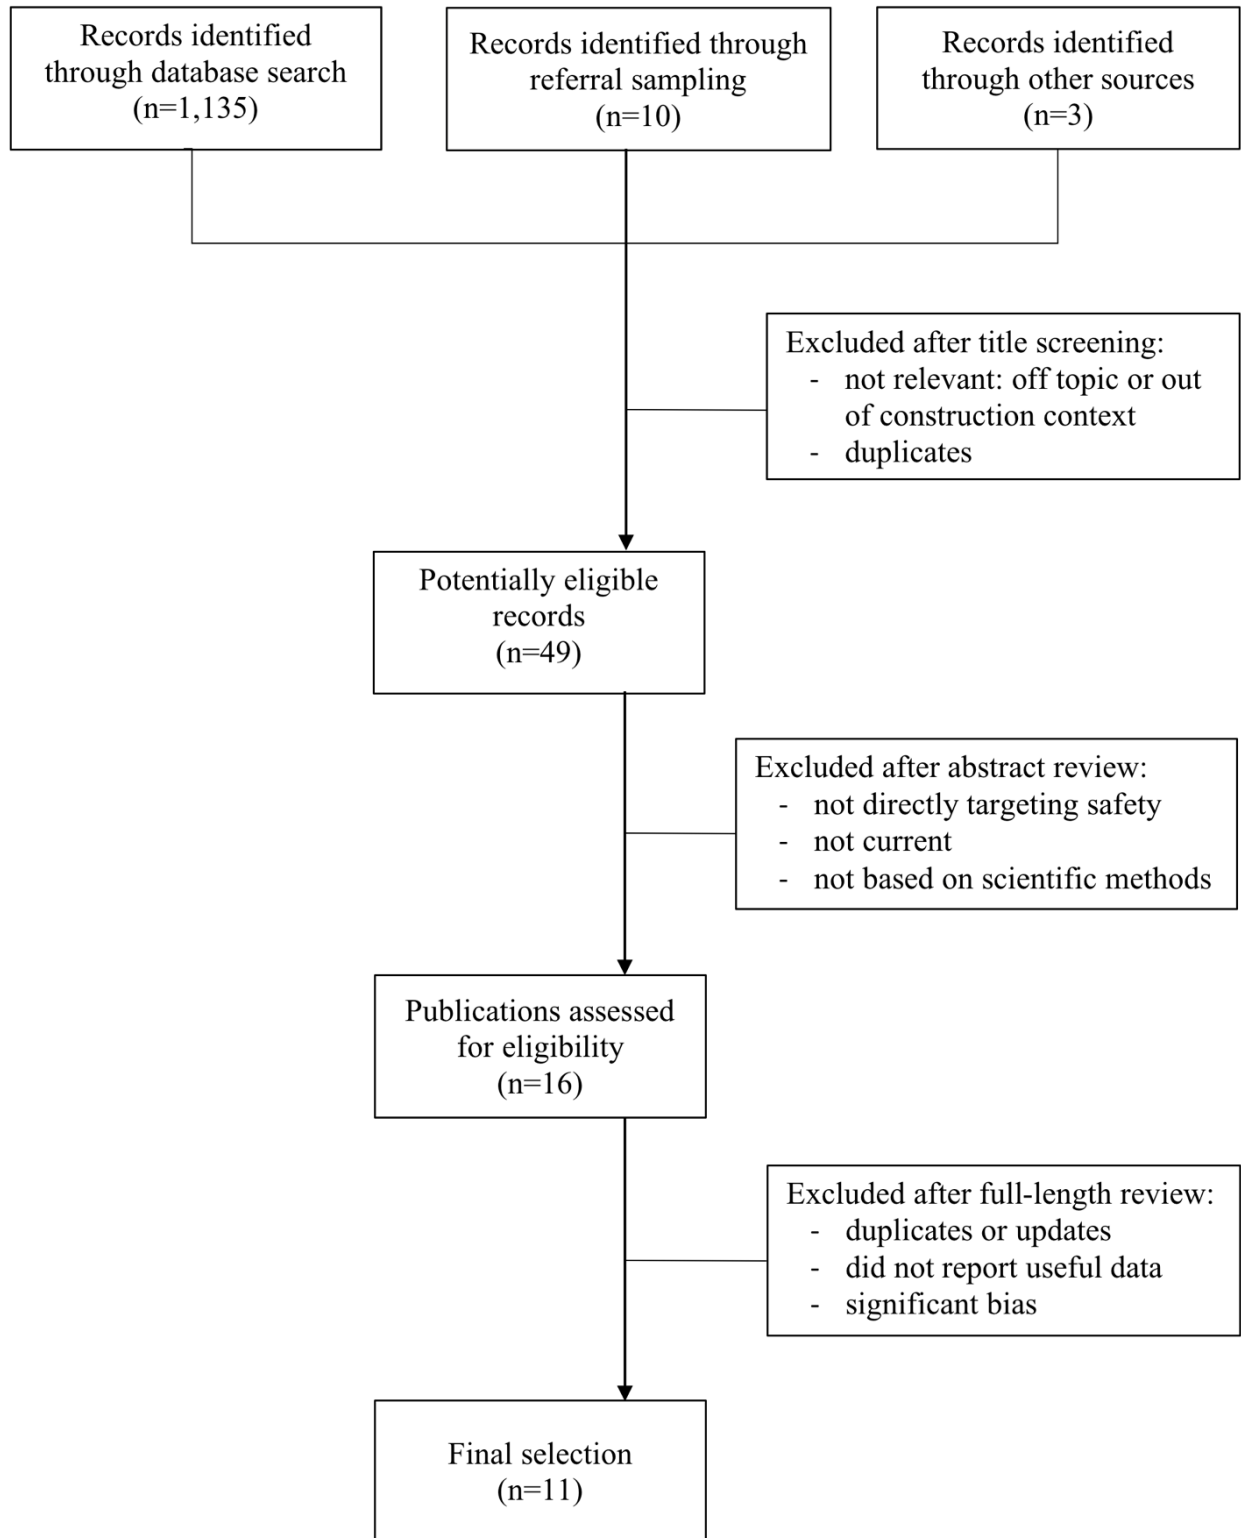 Records identified
through database search
(n=1,135)
Records identified through
referral sampling
(n=10)
Records identified
through other sources
(n=3)
Excluded after title screening:
- not relevant: off topic or out
of construction context
- duplicates
Potentially eligible
records
(n=49)
Excluded after abstract review:
- not directly targeting safety
- not current
- not based on scientific methods
Publications assessed
for eligibility
(n=16)
Excluded after full-length review:
- duplicates or updates
- did not report useful data
- significant bias
Final selection
(n=11)